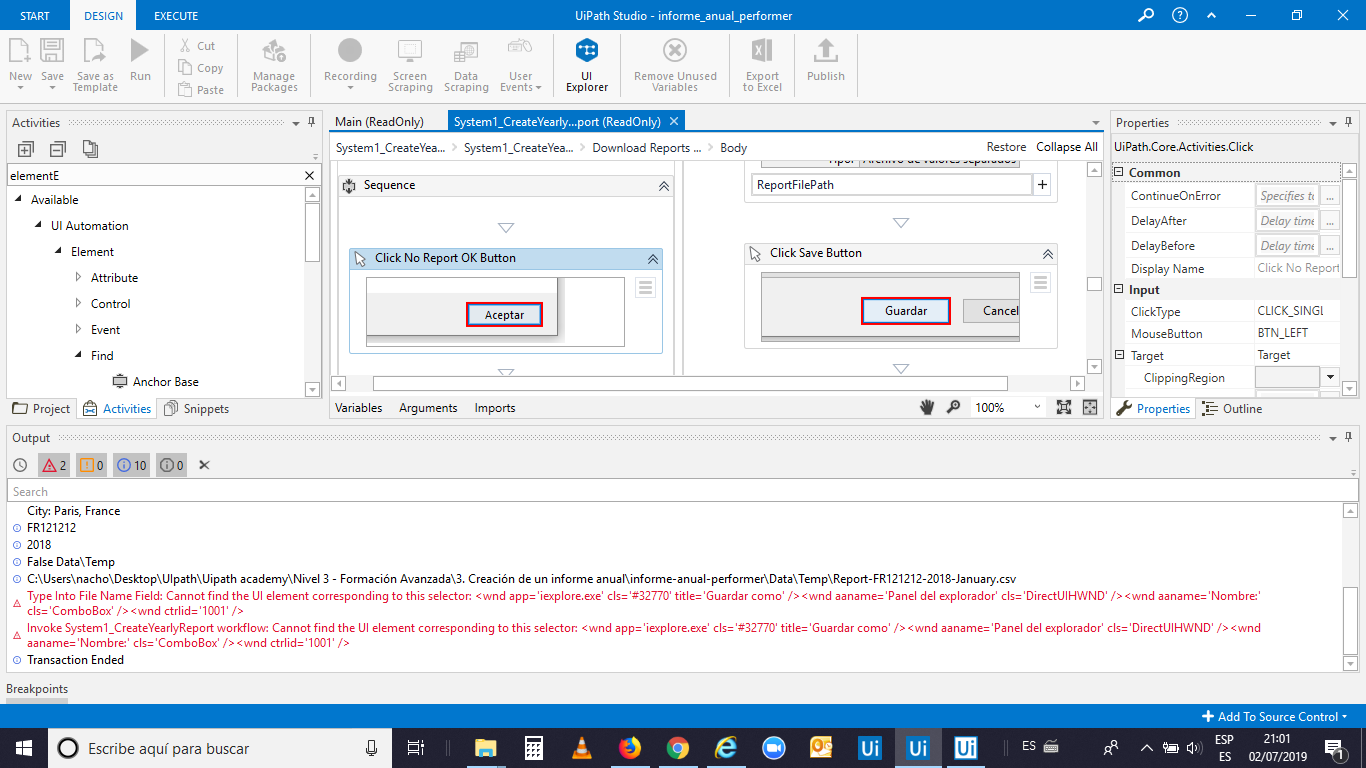 START DESIGN EXECUTE UiPath Studio - informe_anual_performer
New Save Save as Template Run
Cut
Copy
Paste
Manage Packages
Recording Screen Scraping Data Scraping User Events
UI Explorer
Remove Unused Variables
Export to Excel
Publish
Activities
elementE
Available
UI Automation
Element
Attribute
Control
Event
Find
Anchor Base
Project Activities Snippets
Main (ReadOnly) System1_CreateYearly...port (ReadOnly)
System1_CreateYea... System1_CreateYea... Download Reports ... Body Restore Collapse All
Sequence
Click No Report OK Button
Aceptar
Tipo: Archivo de valores separados
ReportFilePath
Click Save Button
Guardar Cancel
Variables Arguments Imports 100%
Properties
UiPath.Core.Activities.Click
Common
ContinueOnError Specifies to ...
DelayAfter Delay time ...
DelayBefore Delay time ...
Display Name Click No Report
Input
ClickType CLICK_SINGL
MouseButton BTN_LEFT
Target Target
ClippingRegion
Properties Outline
Output
2 0 10 0
Search
City: Paris, France
FR121212
2018
False Data\Temp
C:\Users\nacho\Desktop\UIpath\Uipath academy\Nivel 3 - Formación Avanzada\3. Creación de un informe anual\informe-anual-performer\Data\Temp\Report-FR121212-2018-January.csv
Type Into File Name Field: Cannot find the UI element corresponding to this selector: <wnd app='iexplore.exe' cls='#32770' title='Guardar como' /><wnd aaname='Panel del explorador' cls='DirectUIHWND' /><wnd aaname='Nombre:'
cls='ComboBox' /><wnd ctrlid='1001' />
Invoke System1_CreateYearlyReport workflow: Cannot find the UI element corresponding to this selector: <wnd app='iexplore.exe' cls='#32770' title='Guardar como' /><wnd aaname='Panel del explorador' cls='DirectUIHWND' /><wnd
aaname='Nombre:' cls='ComboBox' /><wnd ctrlid='1001' />
Transaction Ended
Breakpoints
Add To Source Control
Escribe aquí para buscar
Ui Ui Ui
ES
ESP
ES
21:01
02/07/2019
1